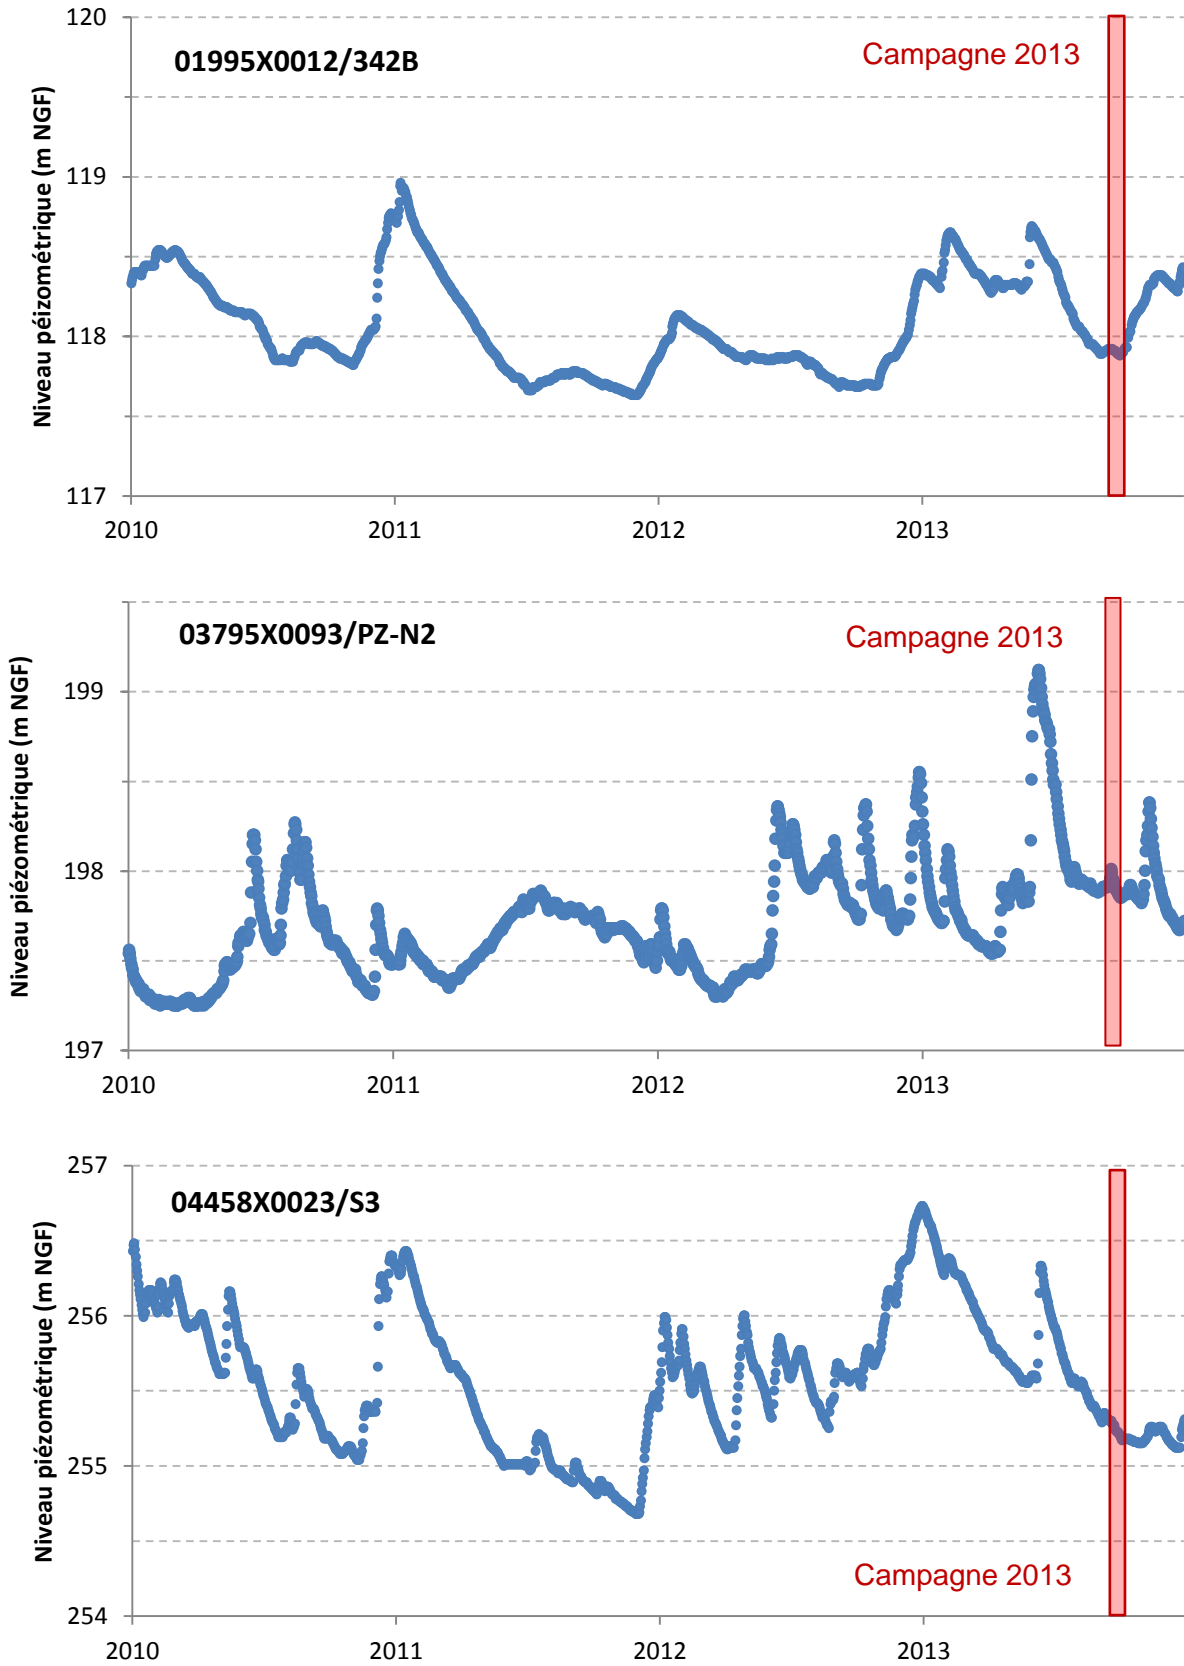 120
01995X0012/342B
Campagne 2013
119
118
117
Niveau péizométrique (m NGF)
2010 2011 2012 2013
03795X0093/PZ-N2
Campagne 2013
199
198
197
Niveau piézométrique (m NGF)
2010 2011 2012 2013
257
04458X0023/S3
256
255
Campagne 2013
254
Niveau piézométrique (m NGF)
2010 2011 2012 2013